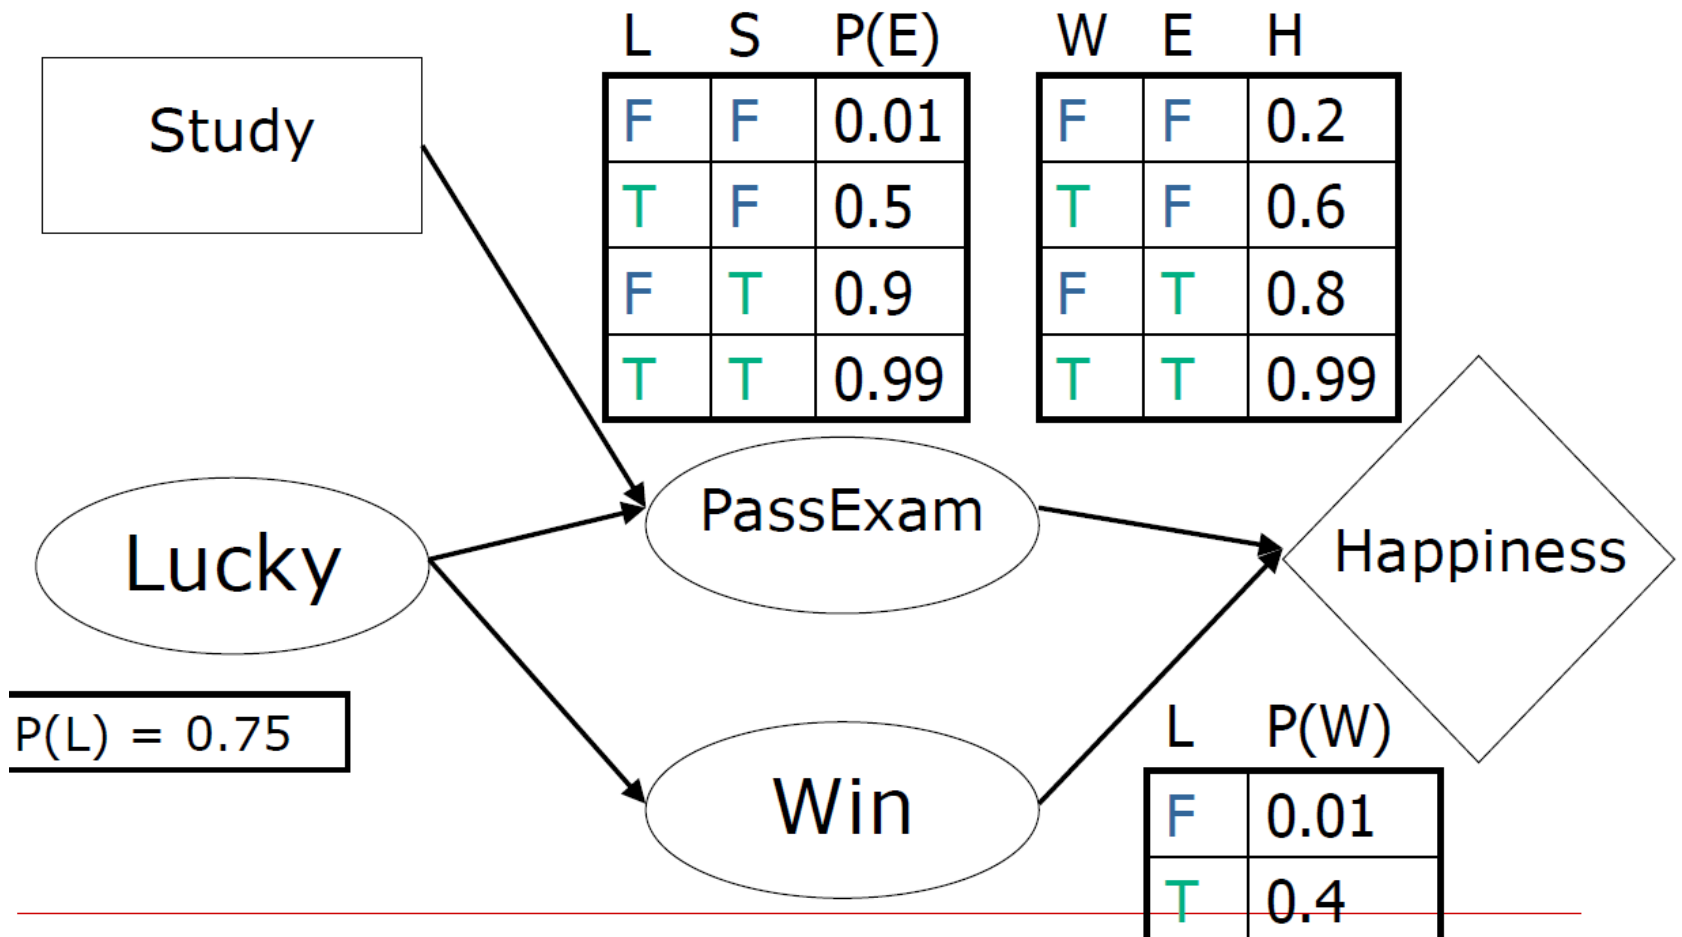 L S P(E)
F F 0.01
T F 0.5
F T 0.9
T T 0.99
W E H
F F 0.2
T F 0.6
F T 0.8
T T 0.99
Study
PassExam
Happiness
Lucky
P(L) = 0.75
Win
L P(W)
F 0.01
T 0.4